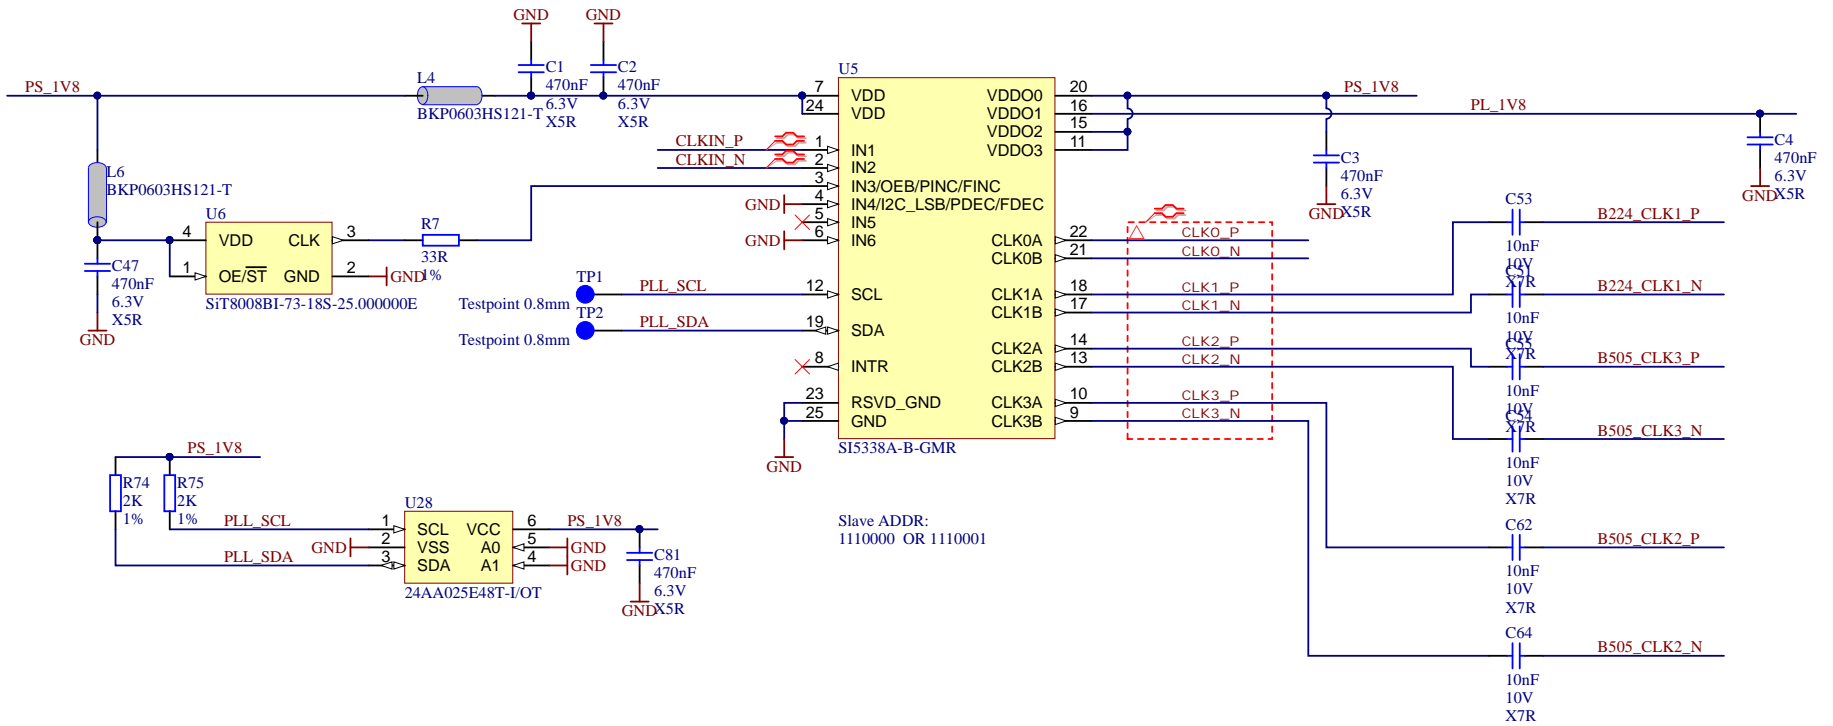 GND
GND
PS_1V8
L4
BKP0603HS121-T
C1
470nF
6.3V
X5R
C2
470nF
6.3V
X5R
L6
BKP0603HS121-T
U6
4
VDD
CLK
3
1
OE/ST
GND
2
GND
SiT8008BI-73-18S-25.000000E
C47
470nF
6.3V
X5R
GND
R7
33R
1%
CLKIN_P
CLKIN_N
GND
GND
TP1
Testpoint 0.8mm
PLL_SCL
TP2
Testpoint 0.8mm
PLL_SDA
U5
7
VDD
24
VDD
1
IN1
2
IN2
3
IN3/OEB/PINC/FINC
4
IN4/I2C_LSB/PDEC/FDEC
5
IN5
6
IN6
12
SCL
19
SDA
8
INTR
23
RSVD_GND
25
GND
VDDO0
20
VDDO1
16
VDDO2
15
VDDO3
11
CLK0A
22
CLK0B
21
CLK1A
18
CLK1B
17
CLK2A
14
CLK2B
13
CLK3A
10
CLK3B
9
SI5338A-B-GMR
GND
PS_1V8
PL_1V8
C3
470nF
6.3V
X5R
GND
C4
470nF
6.3V
X5R
GND
CLK0_P
CLK0_N
CLK1_P
CLK1_N
CLK2_P
CLK2_N
CLK3_P
CLK3_N
C53
10nF
10V
X7R
B224_CLK1_P
C51
10nF
10V
X7R
B224_CLK1_N
C55
10nF
10V
X7R
B505_CLK3_P
C54
10nF
10V
X7R
B505_CLK3_N
C62
10nF
10V
X7R
B505_CLK2_P
C64
10nF
10V
X7R
B505_CLK2_N
Slave ADDR:
1110000 OR 1110001
PS_1V8
R74
2K
1%
R75
2K
1%
PLL_SCL
GND
PLL_SDA
U28
1
SCL
VCC
6
2
VSS
A0
5
3
SDA
A1
4
24AA025E48T-I/OT
PS_1V8
GND
GND
C81
470nF
6.3V
X5R
GND